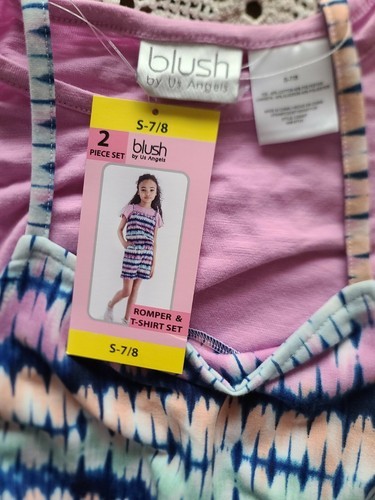 blush
by Us Angels
S-7/8
2
PIECE SET
blush
by Us Angels
ROMPER &
T-SHIRT SET
S-7/8